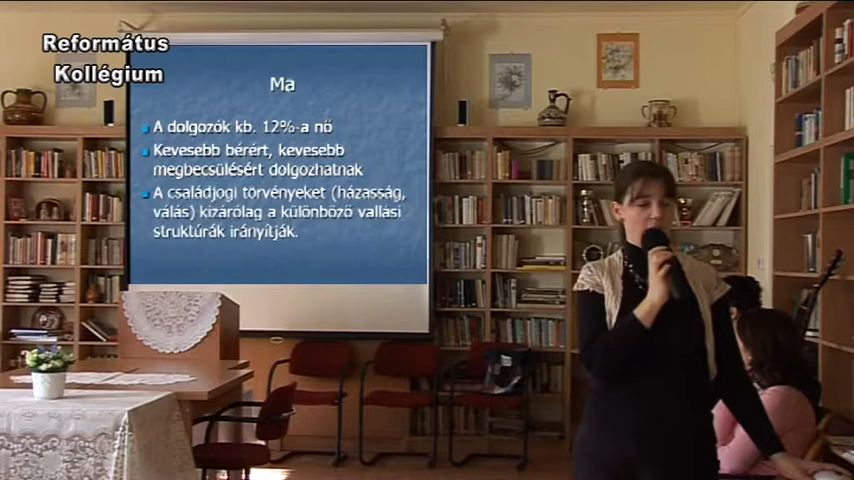 Református
Kollégium
Ma
A dolgozók kb. 12%-a nő
Kevesebb bérért, kevesebb
megbecsülésért dolgozhatnak
A családjogi törvényeket (házasság,
válás) kizárólag a különböző vallási
struktúrák irányítják.